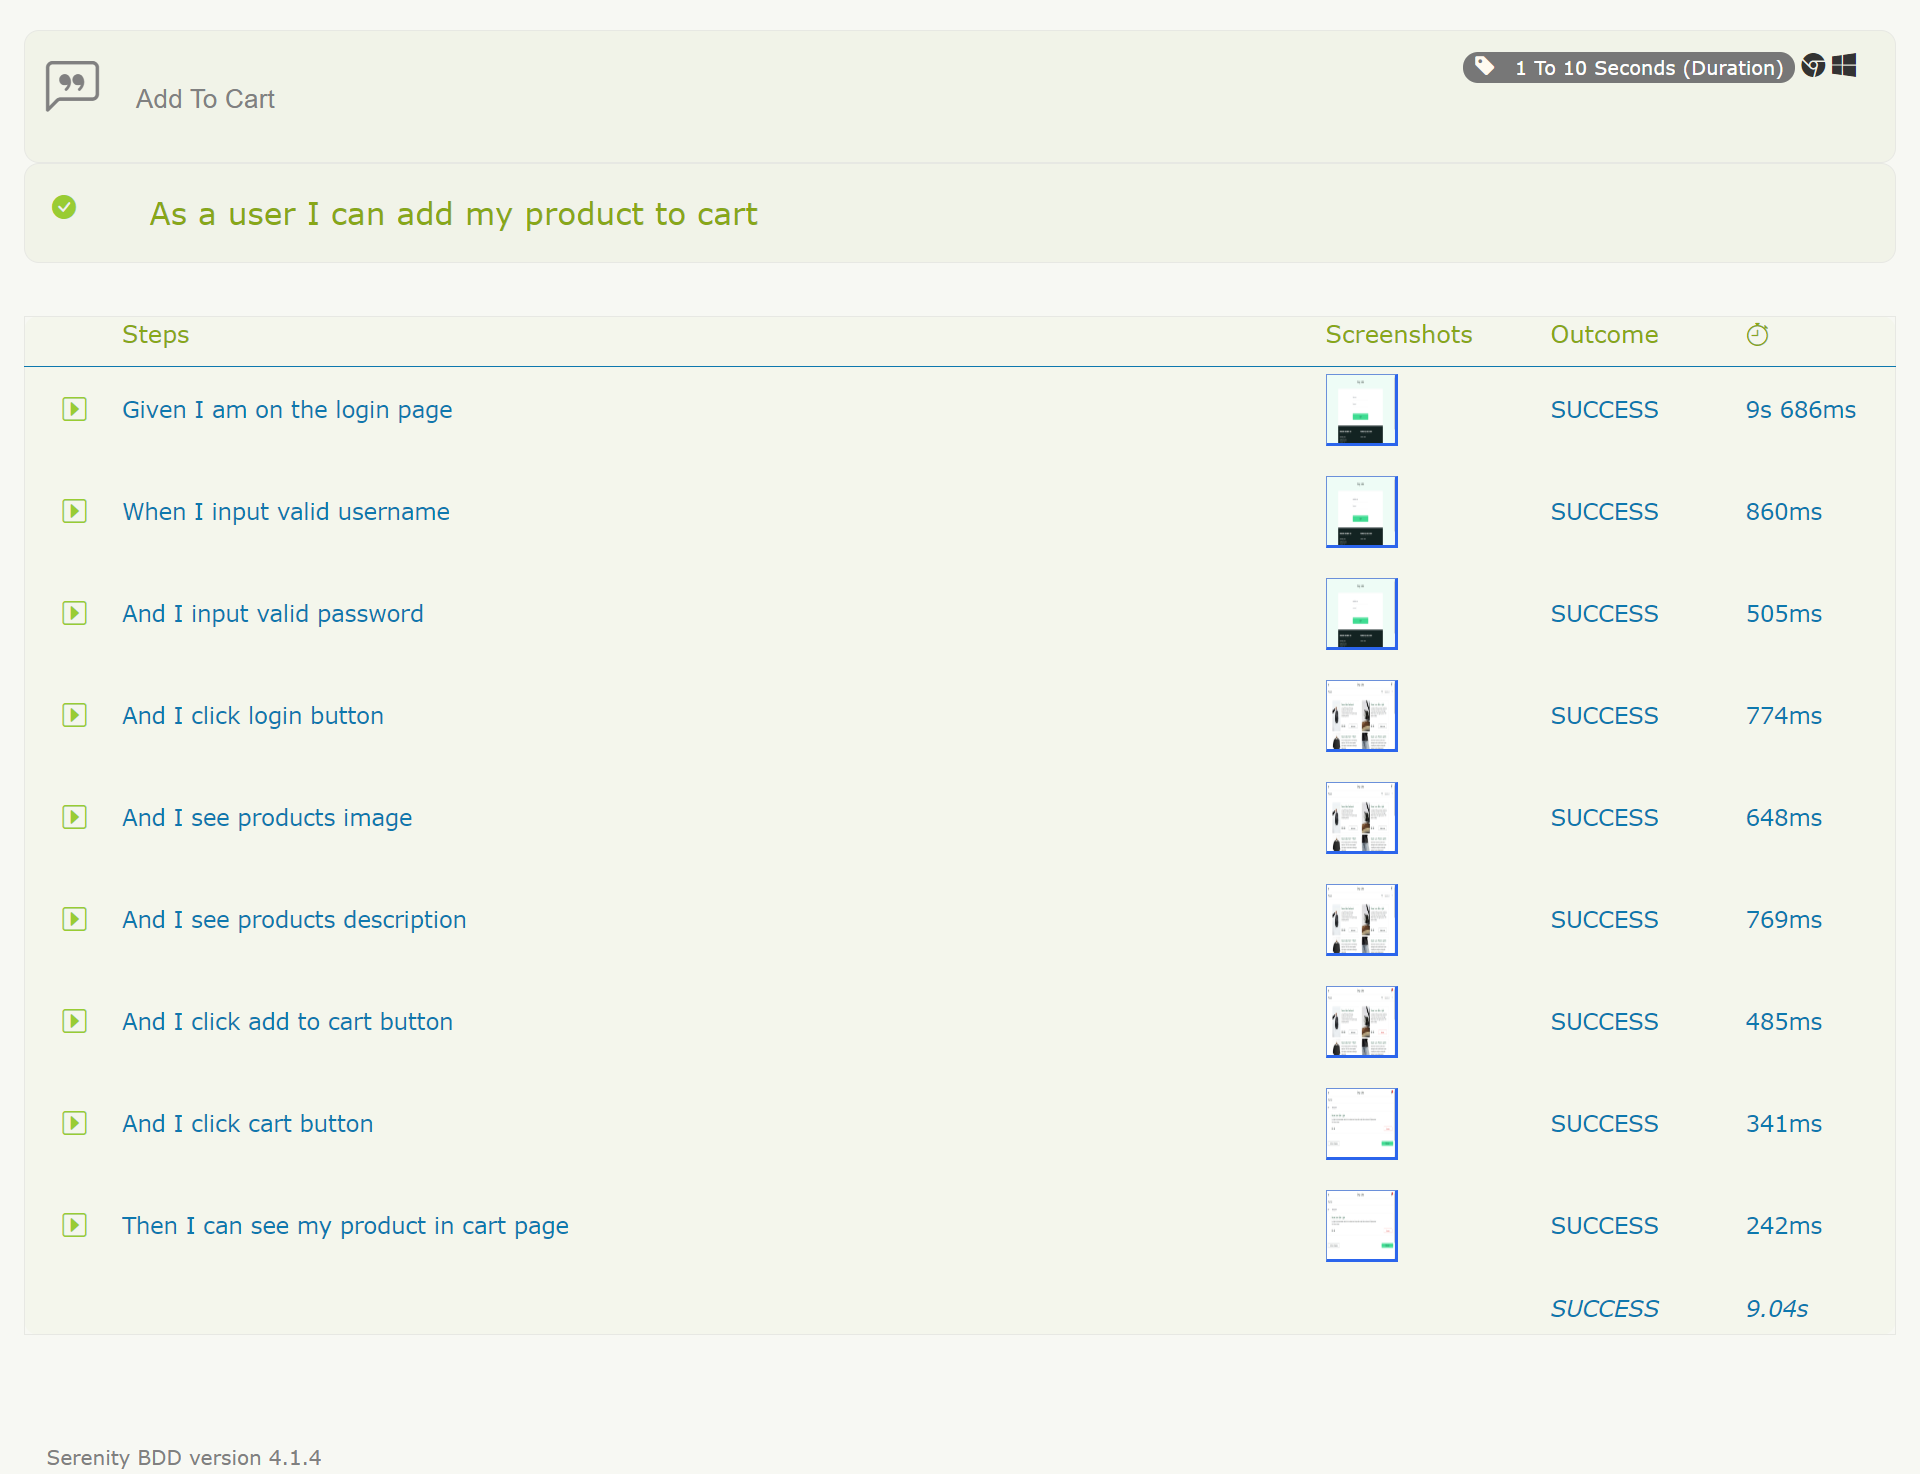 Add To Cart
1 To 10 Seconds (Duration)
As a user I can add my product to cart
Steps Screenshots Outcome
Given I am on the login page SUCCESS 9s 686ms
When I input valid username SUCCESS 860ms
And I input valid password SUCCESS 505ms
And I click login button SUCCESS 774ms
And I see products image SUCCESS 648ms
And I see products description SUCCESS 769ms
And I click add to cart button SUCCESS 485ms
And I click cart button SUCCESS 341ms
Then I can see my product in cart page SUCCESS 242ms
SUCCESS 9.04s
Serenity BDD version 4.1.4